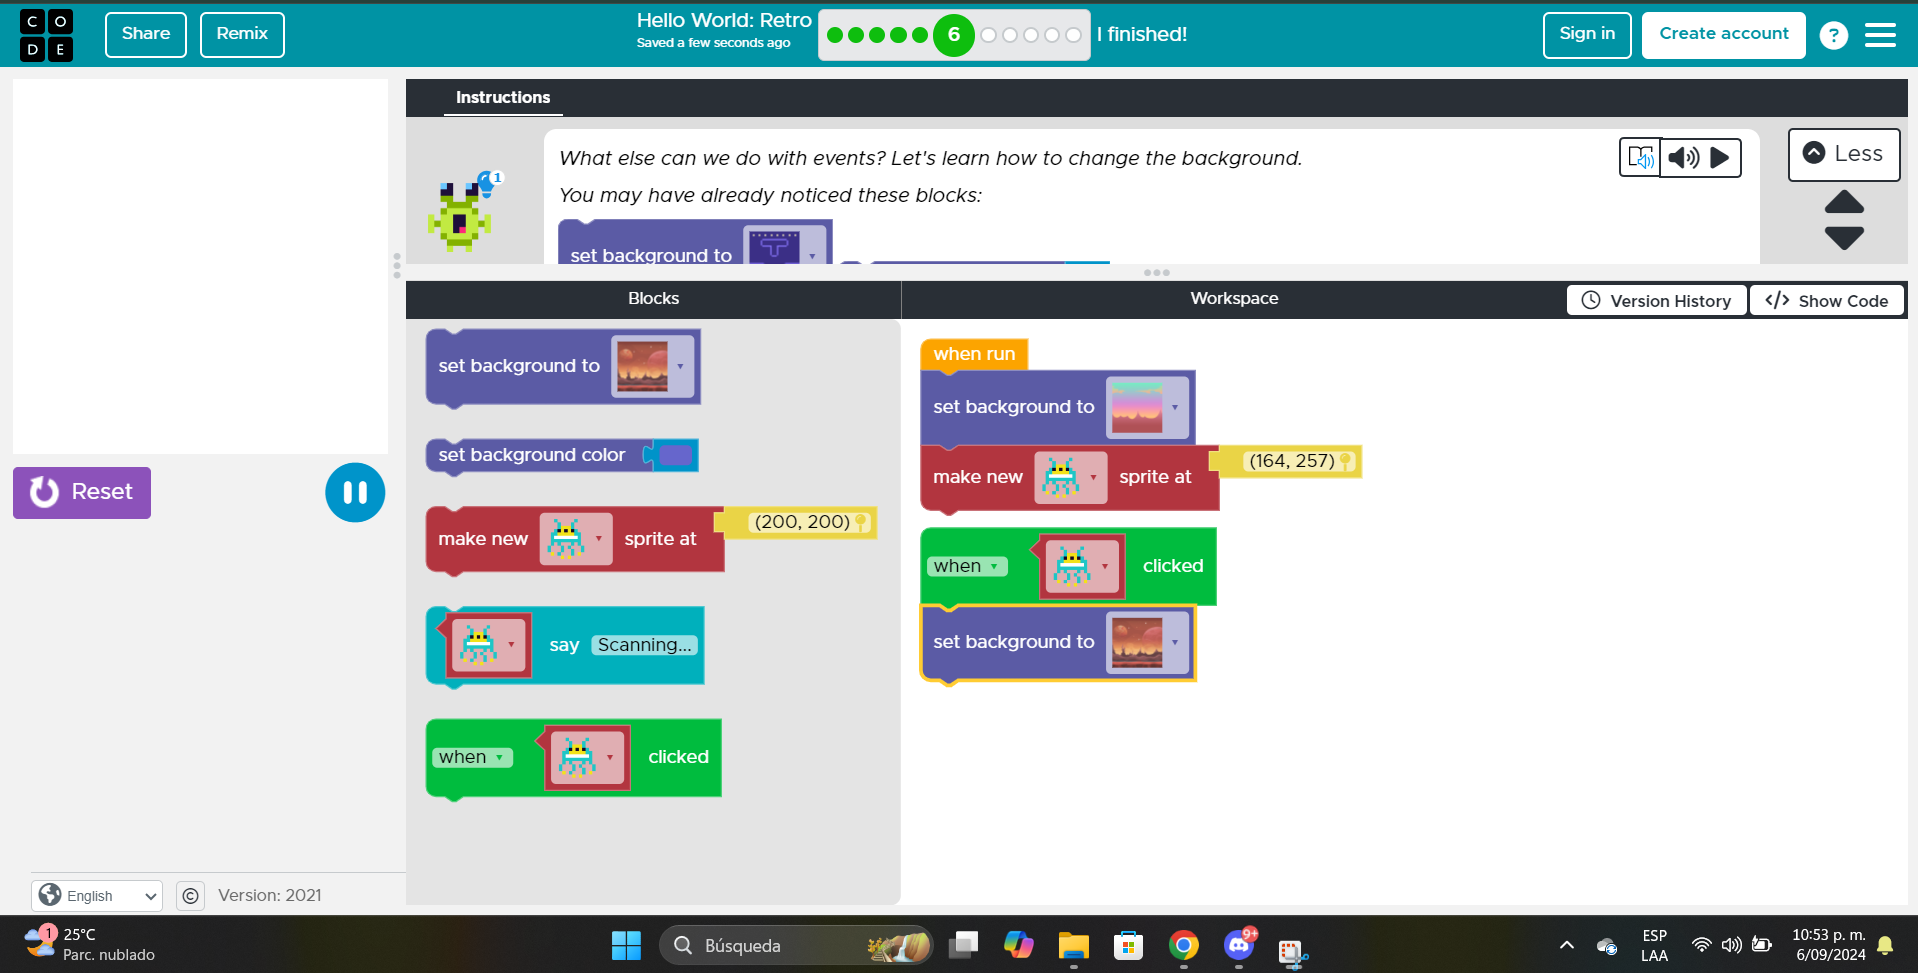 C O
D E
Share
Remix
Hello World: Retro
Saved a few seconds ago
6
I finished!
Sign in
Create account
?
Instructions
1
What else can we do with events? Let's learn how to change the background.
You may have already noticed these blocks:
set background to
Less
Blocks
Workspace
Version History
</> Show Code
set background to
set background color
make new sprite at (200, 200)
say Scanning...
when clicked
when run
set background to
make new sprite at (164, 257)
when clicked
set background to
Reset
English
© Version: 2021
1
25°C
Parc. nublado
Búsqueda
9+
ESP
LAA
10:53 p. m.
6/09/2024